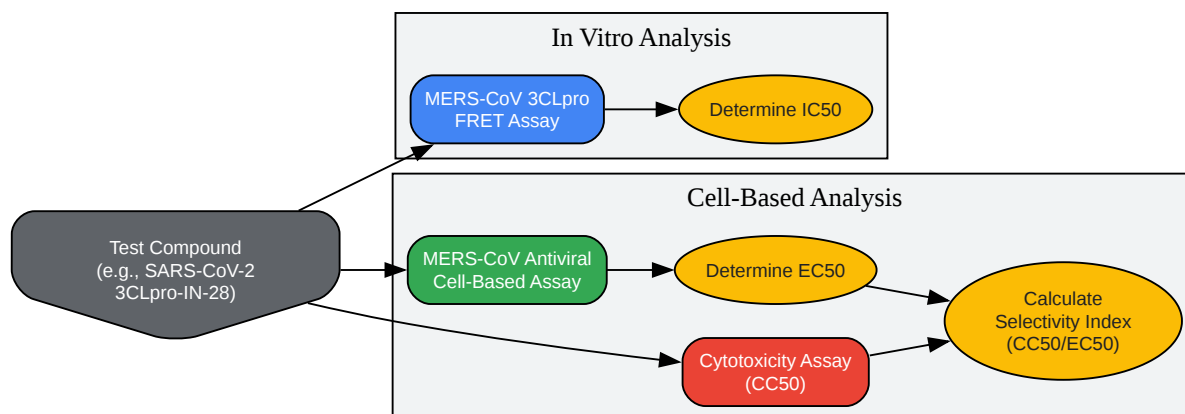 In Vitro Analysis
MERS-CoV 3CLpro
FRET Assay
Determine IC50
Cell-Based Analysis
Test Compound
(e.g., SARS-CoV-2
3CLpro-IN-28)
MERS-CoV Antiviral
Cell-Based Assay
Determine EC50
Calculate
Selectivity Index
(CC50/EC50)
Cytotoxicity Assay
(CC50)